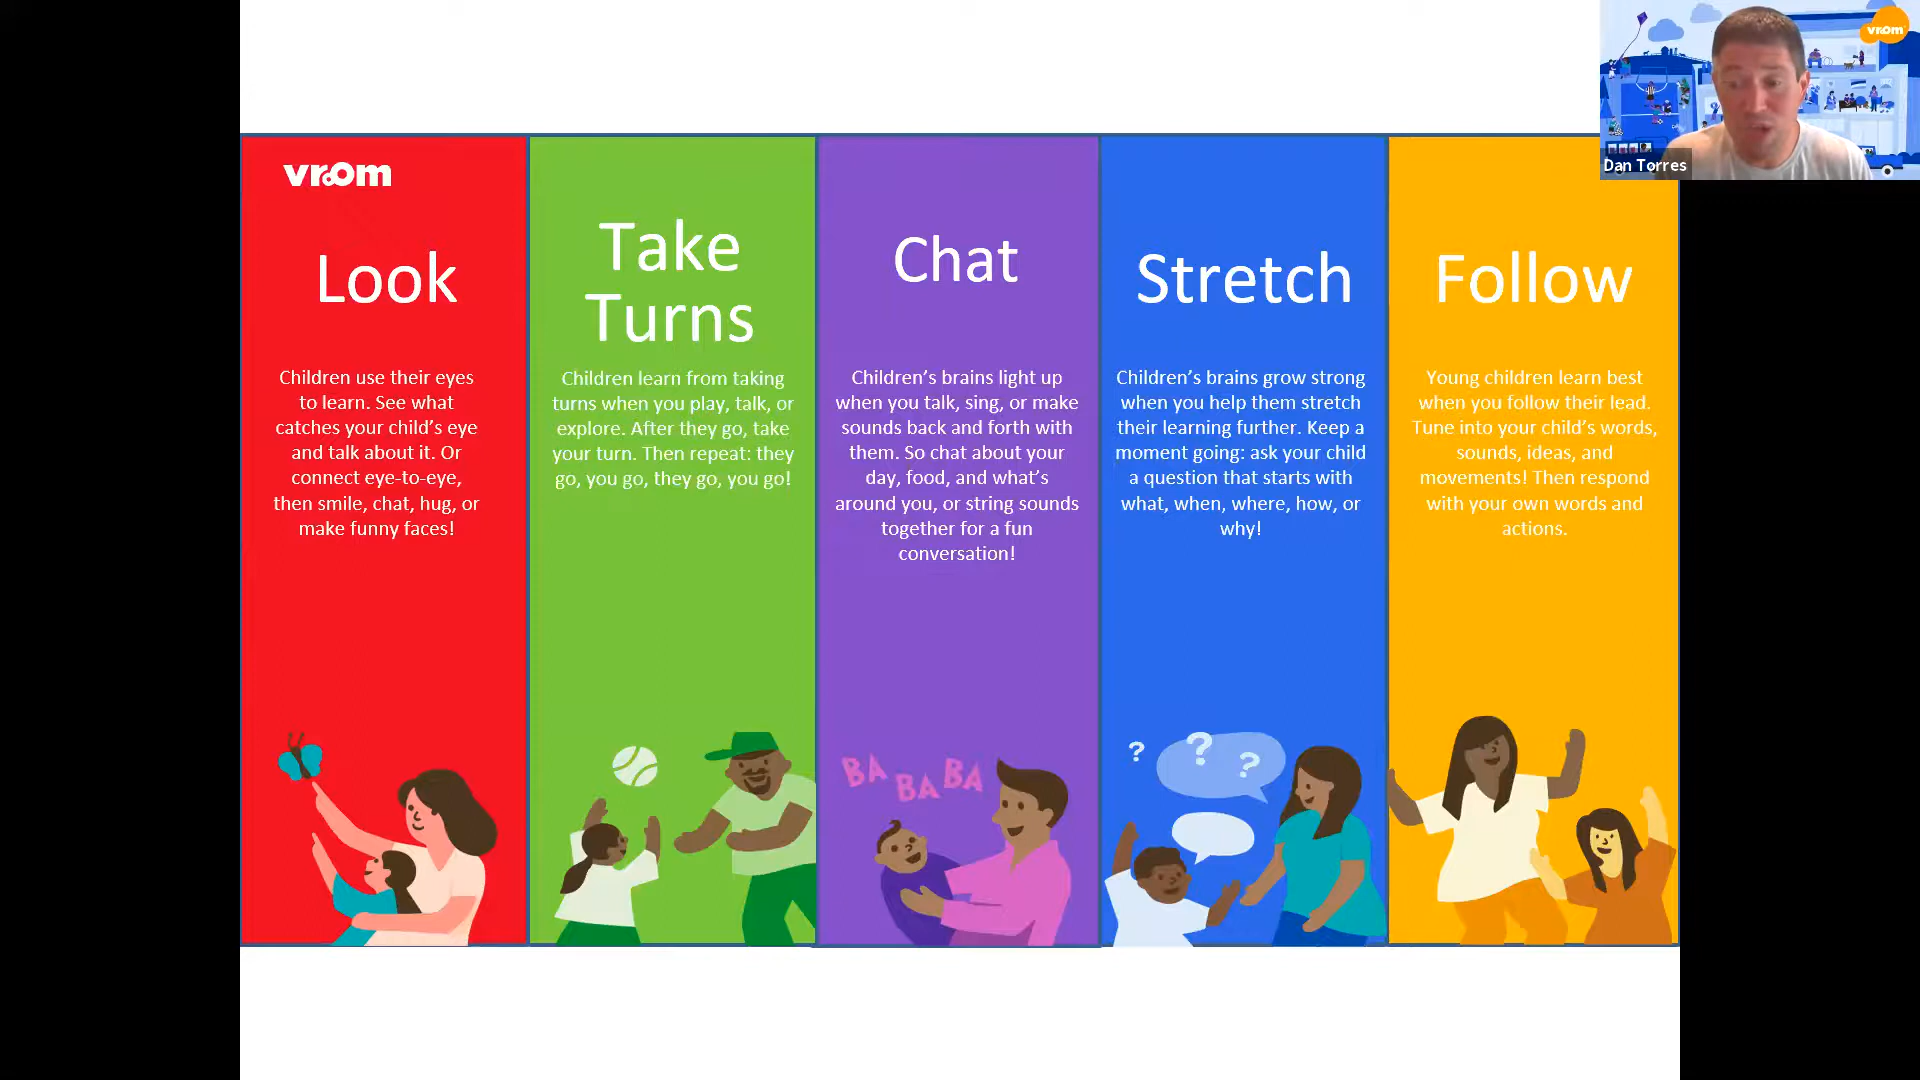 vrom
Look
Children use their eyes
to learn. See what
catches your child's eye
and talk about it. Or
connect eye-to-eye,
then smile, chat, hug, or
make funny faces!
Take
Turns
Children learn from taking
turns when you play, talk, or
explore. After they go, take
your turn. Then repeat: they
go, you go, they go, you go!
Chat
Children's brains light up
when you talk, sing, or make
sounds back and forth with
them. So chat about your
day, food, and what's
around you, or string sounds
together for a fun
conversation!
BA BA BA
Stretch
Children's brains grow strong
when you help them stretch
their learning further. Keep a
moment going: ask your child
a question that starts with
what, when, where, how, or
why!
? ? ?
Follow
Young children learn best
when you follow their lead.
Tune into your child's words,
sounds, ideas, and
movements! Then respond
with your own words and
actions.
vrom
Dan Torres